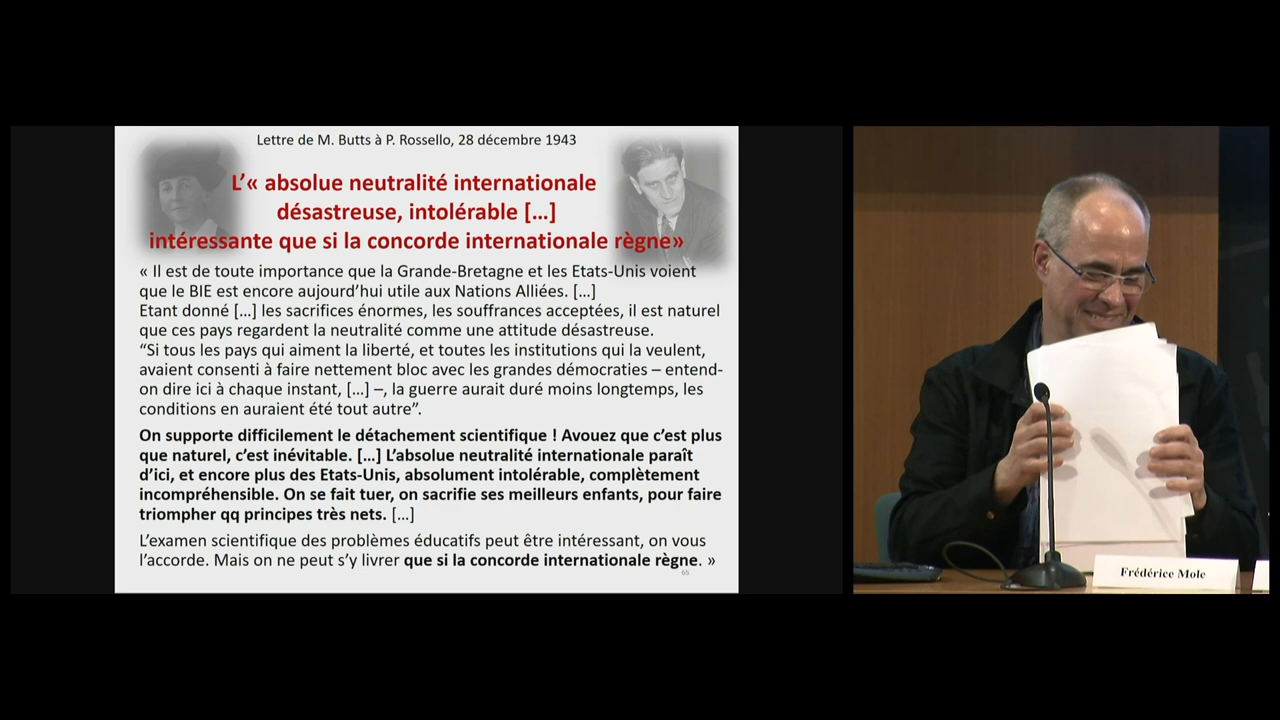 Lettre de M. Butts à P. Rossello, 28 décembre 1943
L'« absolue neutralité internationale
désastreuse, intolérable […]
intéressante que si la concorde internationale règne»
« Il est de toute importance que la Grande-Bretagne et les Etats-Unis voient
que le BIE est encore aujourd'hui utile aux Nations Alliées. […]
Etant donné […] les sacrifices énormes, les souffrances acceptées, il est naturel
que ces pays regardent la neutralité comme une attitude désastreuse.
“Si tous les pays qui aiment la liberté, et toutes les institutions qui la veulent,
avaient consenti à faire nettement bloc avec les grandes démocraties – entend-
on dire ici à chaque instant, […] –, la guerre aurait duré moins longtemps, les
conditions en auraient été tout autre”.
On supporte difficilement le détachement scientifique ! Avouez que c'est plus
que naturel, c'est inévitable. […] L'absolue neutralité internationale paraît
d'ici, et encore plus des Etats-Unis, absolument intolérable, complètement
incompréhensible. On se fait tuer, on sacrifie ses meilleurs enfants, pour faire
triompher qq principes très nets. […]
L'examen scientifique des problèmes éducatifs peut être intéressant, on vous
l'accorde. Mais on ne peut s'y livrer que si la concorde internationale règne. »
65
Frédérice Mole